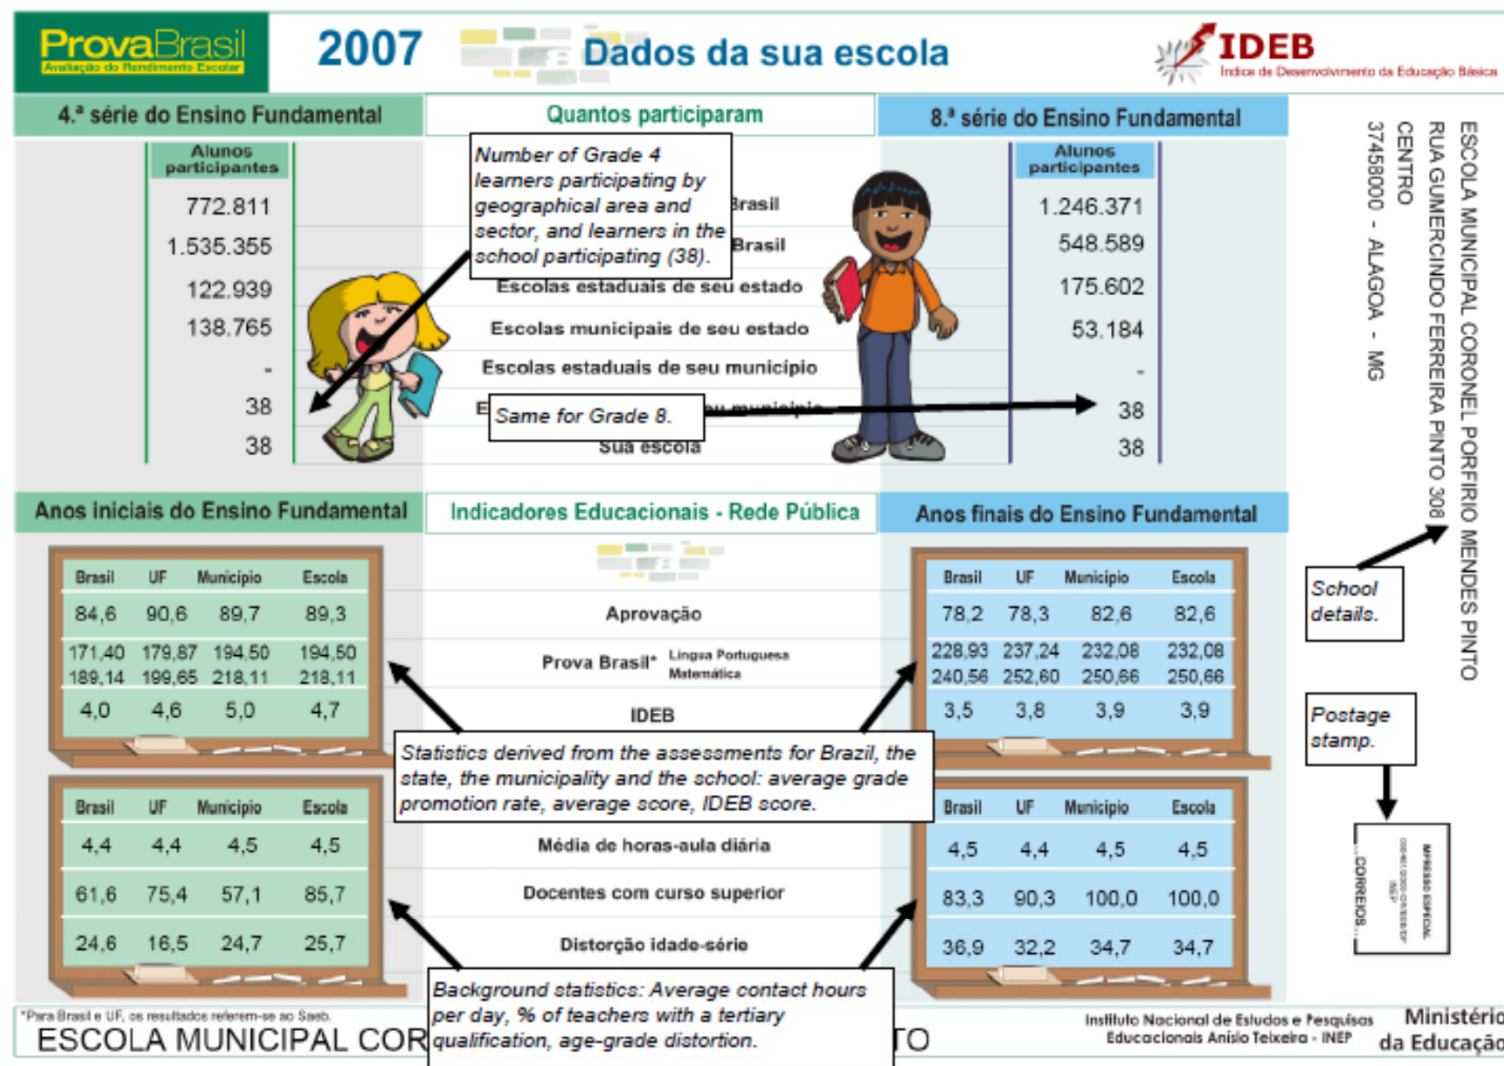 ProvaBrasil
Avaliação do Rendimento Escolar
2007
Dados da sua escola
IDEB
Índice de Desenvolvimento da Educação Básica
4.ª série do Ensino Fundamental
Quantos participaram
8.ª série do Ensino Fundamental
Alunos
participantes
772.811
1.535.355
122.939
138.765
-
38
38
Number of Grade 4
learners participating by
geographical area and
sector, and learners in the
school participating (38).
Brasil
Brasil
Escolas estaduais de seu estado
Escolas municipais de seu estado
Escolas estaduais de seu município
Same for Grade 8.
Sua escola
Alunos
participantes
1.246.371
548.589
175.602
53.184
-
38
38
ESCOLA MUNICIPAL CORONEL PORFIRIO MENDES PINTO
RUA GUMERCINDO FERREIRA PINTO 308
CENTRO
37458000 - ALAGOA - MG
Anos iniciais do Ensino Fundamental
Indicadores Educacionais - Rede Pública
Anos finais do Ensino Fundamental
Brasil UF Município Escola
84,6 90,6 89,7 89,3
171,40 179,87 194,50 194,50
189,14 199,65 218,11 218,11
4,0 4,6 5,0 4,7
Aprovação
Prova Brasil* Língua Portuguesa
Matemática
IDEB
Brasil UF Município Escola
78,2 78,3 82,6 82,6
228,93 237,24 232,08 232,08
240,56 252,60 250,66 250,66
3,5 3,8 3,9 3,9
School
details.
Postage
stamp.
Statistics derived from the assessments for Brazil, the
state, the municipality and the school: average grade
promotion rate, average score, IDEB score.
Brasil UF Município Escola
4,4 4,4 4,5 4,5
61,6 75,4 57,1 85,7
24,6 16,5 24,7 25,7
Média de horas-aula diária
Docentes com curso superior
Distorção idade-série
Brasil UF Município Escola
4,5 4,4 4,5 4,5
83,3 90,3 100,0 100,0
36,9 32,2 34,7 34,7
IMPRESSO ESPECIAL
INEP
CORREIOS
Background statistics: Average contact hours
per day, % of teachers with a tertiary
qualification, age-grade distortion.
*Para Brasil e UF, os resultados referem-se ao Saeb.
ESCOLA MUNICIPAL COR
TO
Instituto Nacional de Estudos e Pesquisas
Educacionais Anísio Teixeira - INEP
Ministério
da Educação